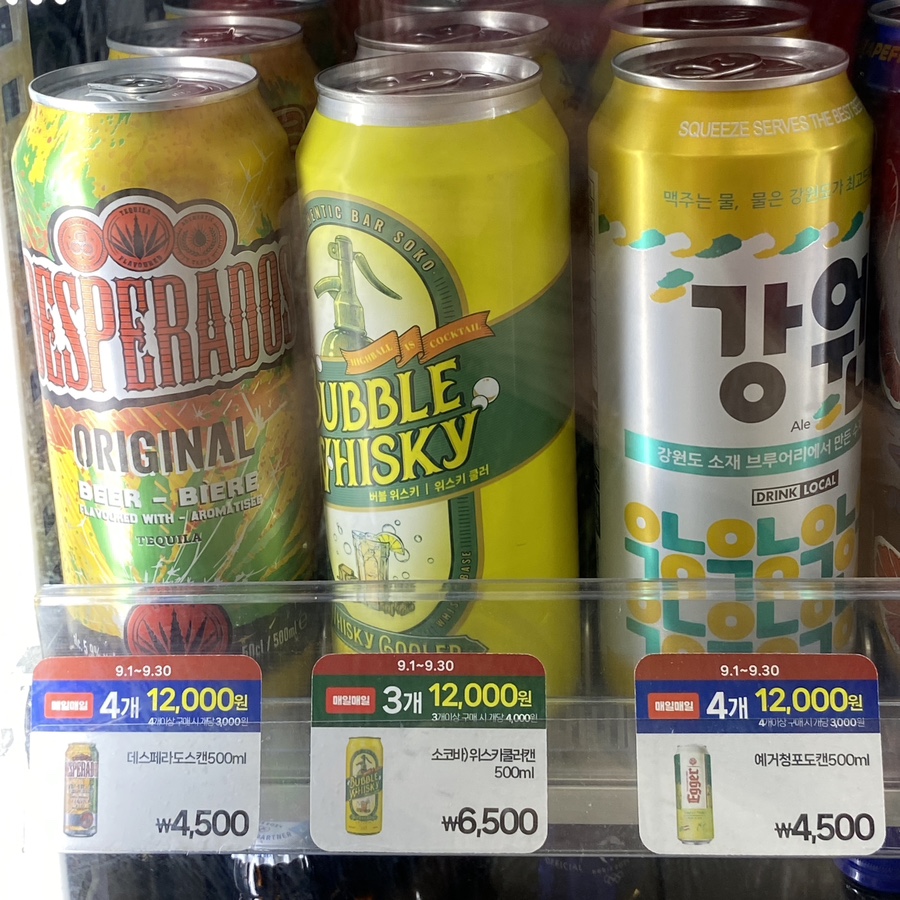 TEQUILA
FLAVOURED
DESPERADOS
ORIGINAL
BEER - BIERE
FLAVOURED WITH - AROMATISEE
TEQUILA
50cl / 500ml
AUTHENTIC BAR SOKO
HIGHBALL IS COCKTAIL
BUBBLE
WHISKY
버블 위스키 | 위스키 쿨러
WHISKY COOLER
SQUEEZE SERVES THE BEST
맥주는 물, 물은 강원도가 최고
강원
Ale
강원도 소재 브루어리에서 만든
DRINK LOCAL
9.1~9.30
매일매일 4개 12,000원
4개이상 구매 시 개당 3,000원
데스페라도스캔500ml
₩4,500
9.1~9.30
매일매일 3개 12,000원
3개이상 구매 시 개당 4,000원
소코바)위스키쿨러캔
500ml
₩6,500
9.1~9.30
매일매일 4개 12,000원
4개이상 구매 시 개당 3,000원
예거청포도캔500ml
₩4,500